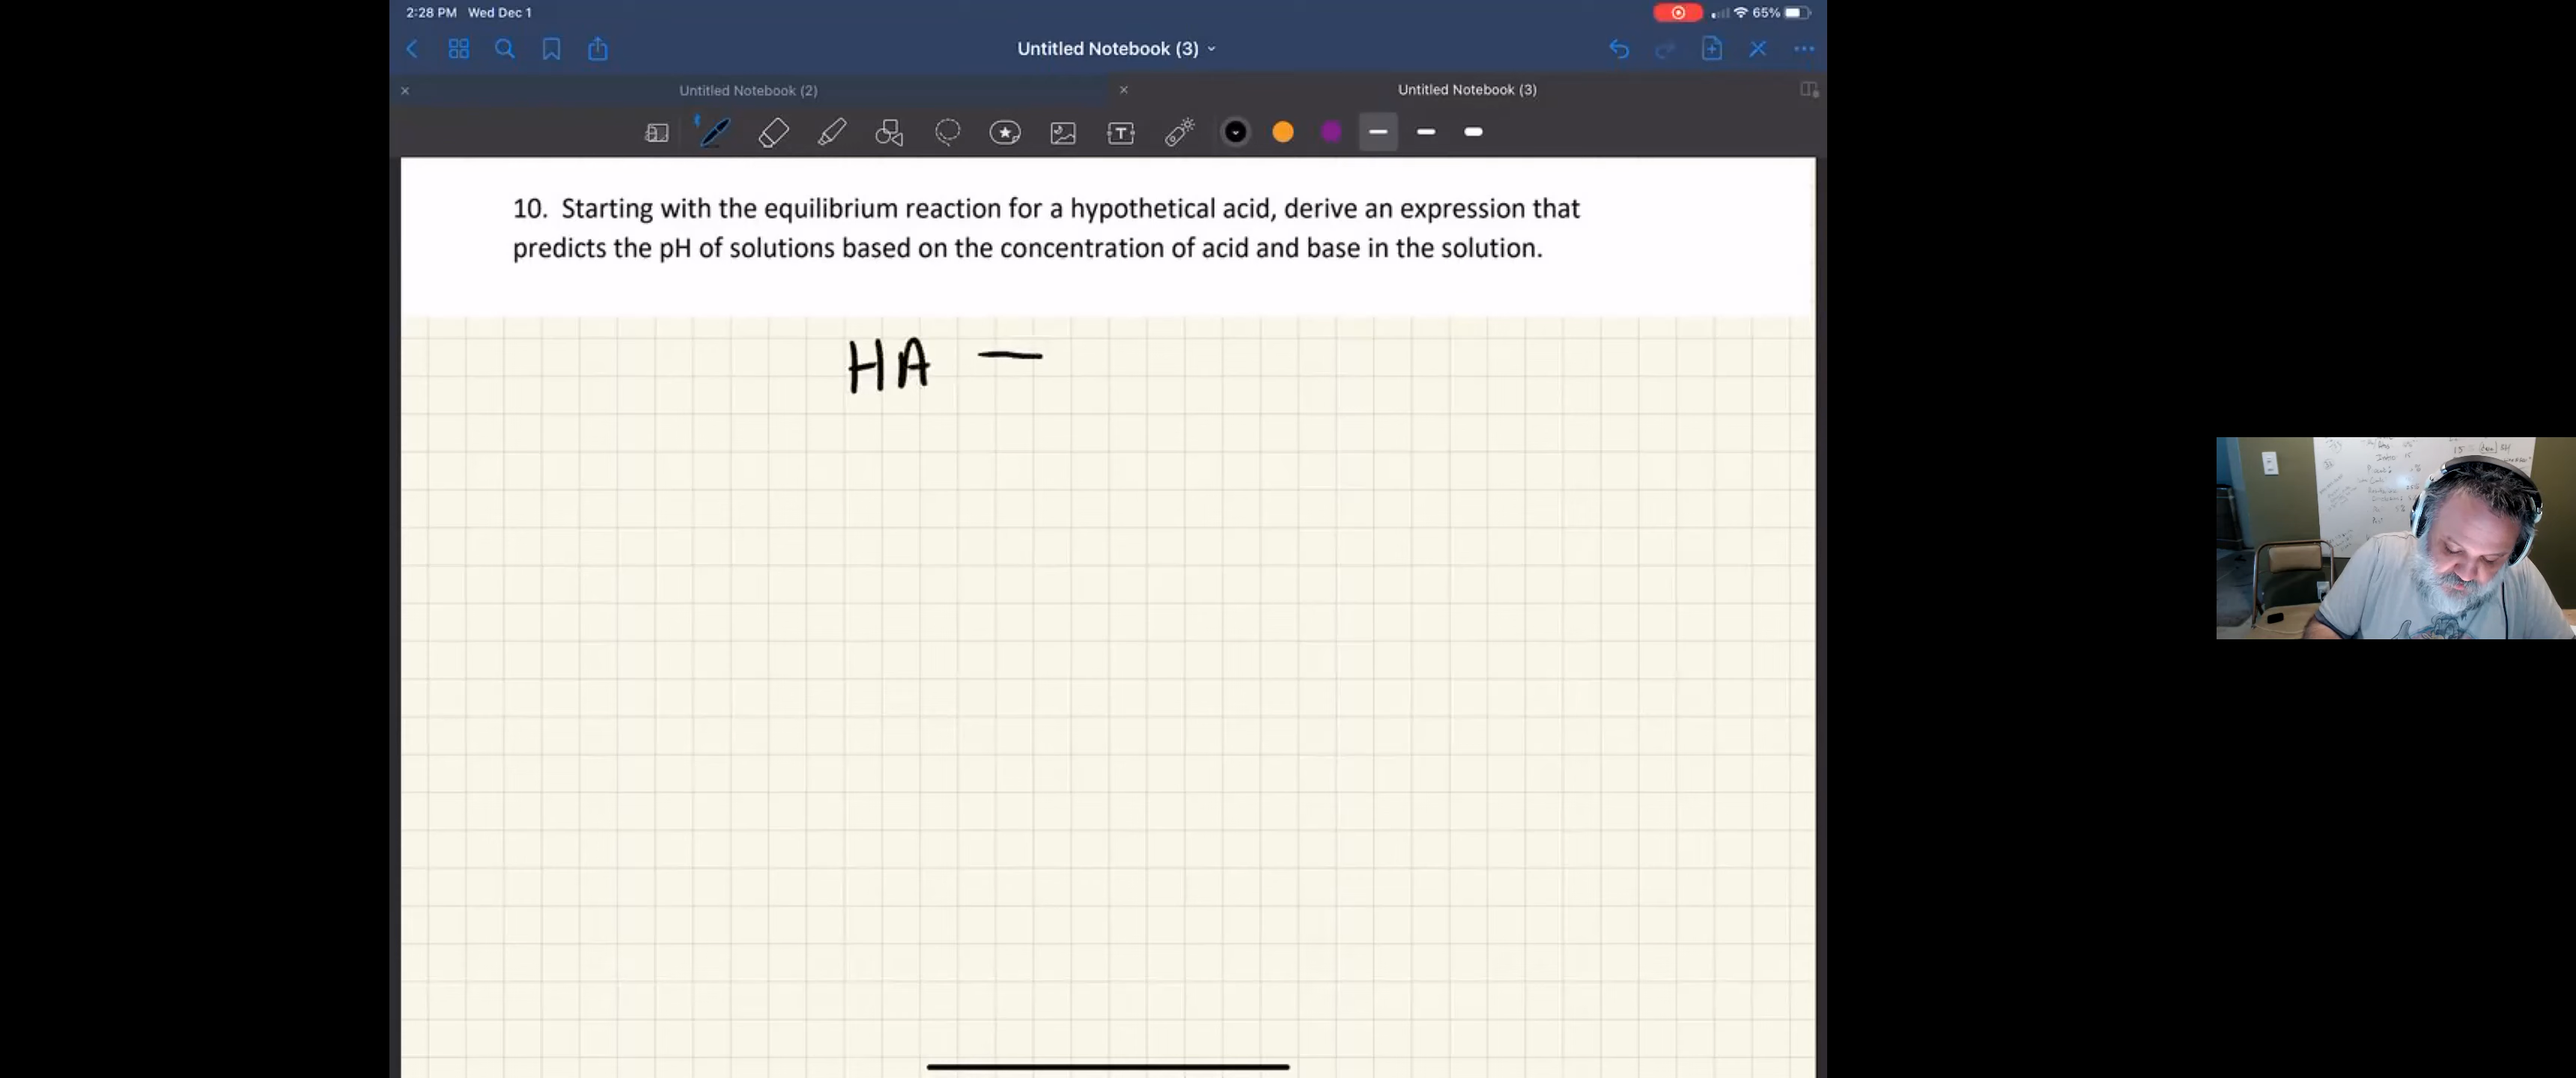 2:28 PM Wed Dec 1
65%
Untitled Notebook (3)
Untitled Notebook (2)
Untitled Notebook (3)
T
10. Starting with the equilibrium reaction for a hypothetical acid, derive an expression that
predicts the pH of solutions based on the concentration of acid and base in the solution.
HA —